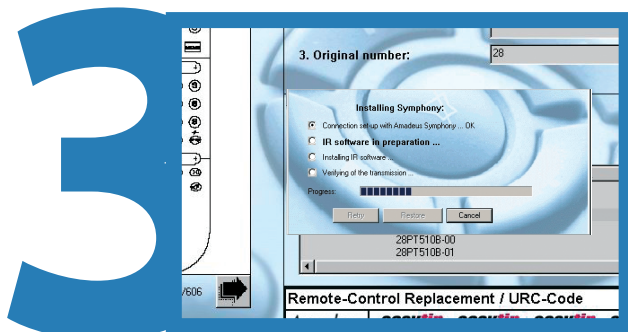 3
3. Original number:
28
Installing Symphony:
Connection set-up with Amadeus Symphony ... OK
IR software in preparation ...
Installing IR software ...
Verifying of the transmission ...
Progress:
Retry
Restore
Cancel
28PT510B-00
28PT510B-01
/606
Remote-Control Replacement / URC-Code